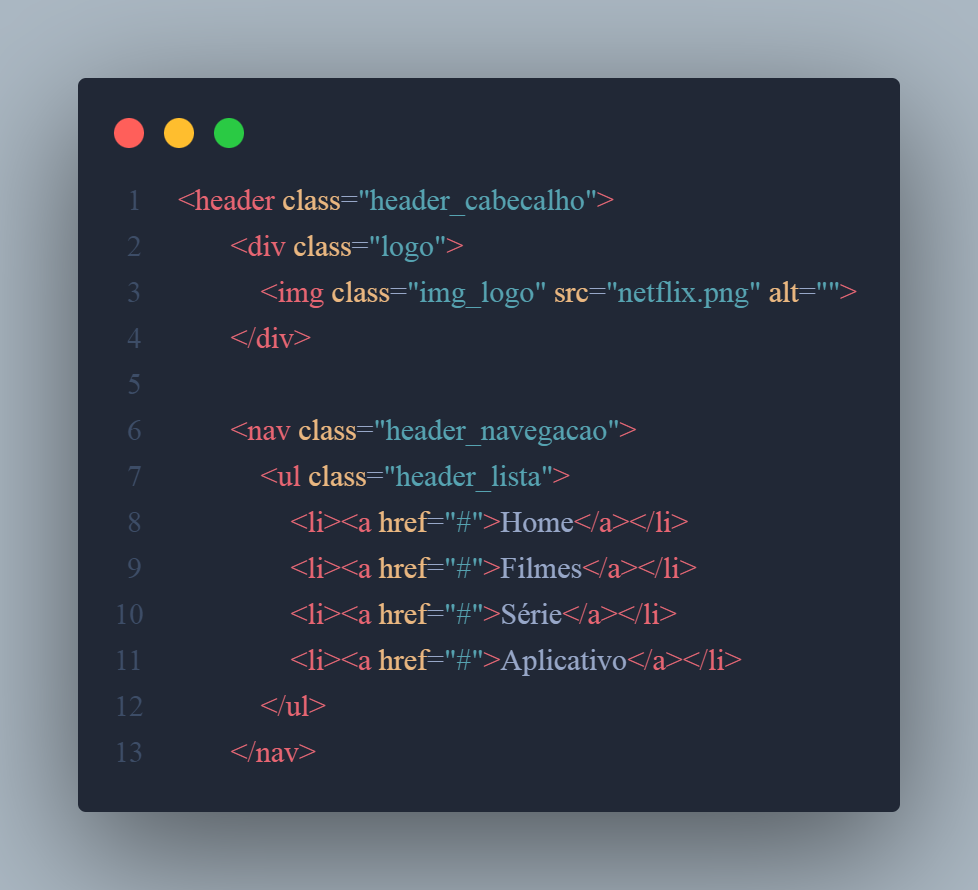 1 <header class="header_cabecalho">
2 <div class="logo">
3 <img class="img_logo" src="netflix.png" alt="">
4 </div>
5
6 <nav class="header_navegacao">
7 <ul class="header_lista">
8 <li><a href="#">Home</a></li>
9 <li><a href="#">Filmes</a></li>
10 <li><a href="#">Série</a></li>
11 <li><a href="#">Aplicativo</a></li>
12 </ul>
13 </nav>